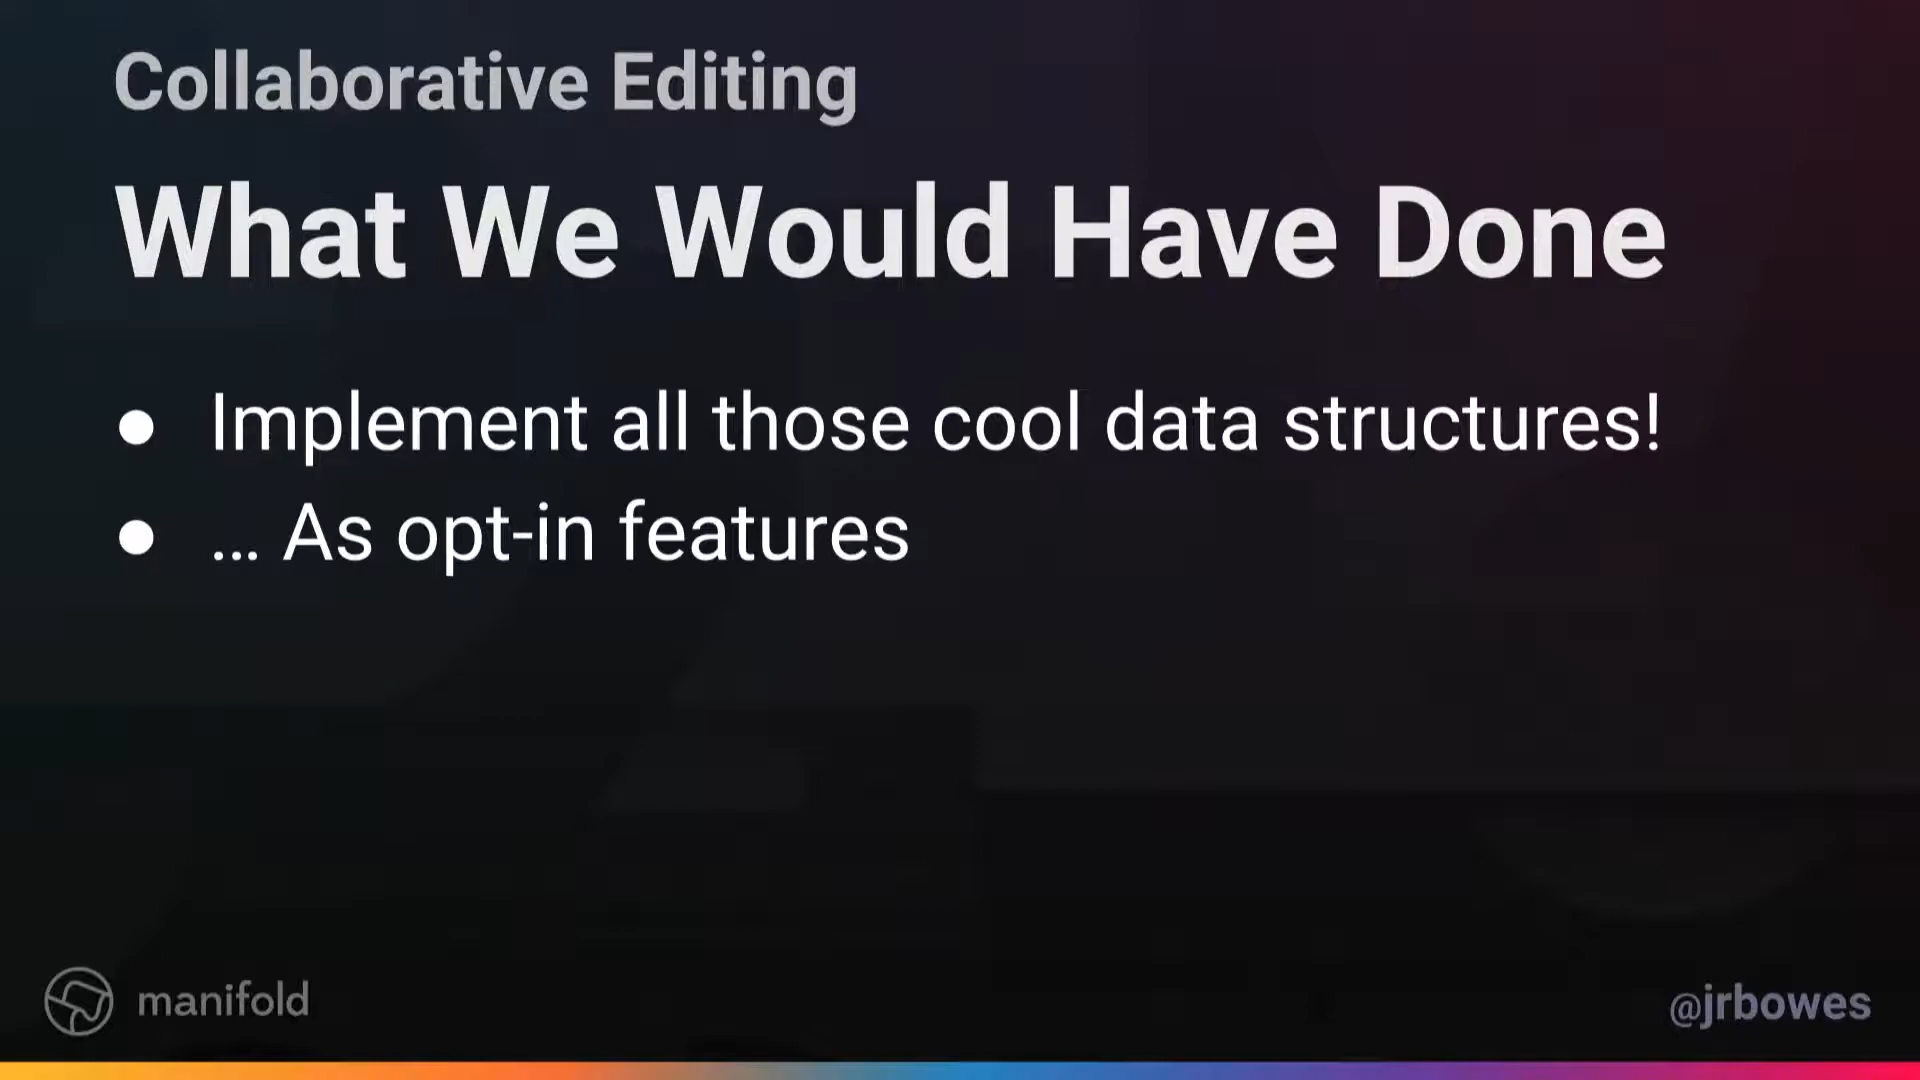 Collaborative Editing
What We Would Have Done
● Implement all those cool data structures!
● ... As opt-in features
manifold
@jrbowes